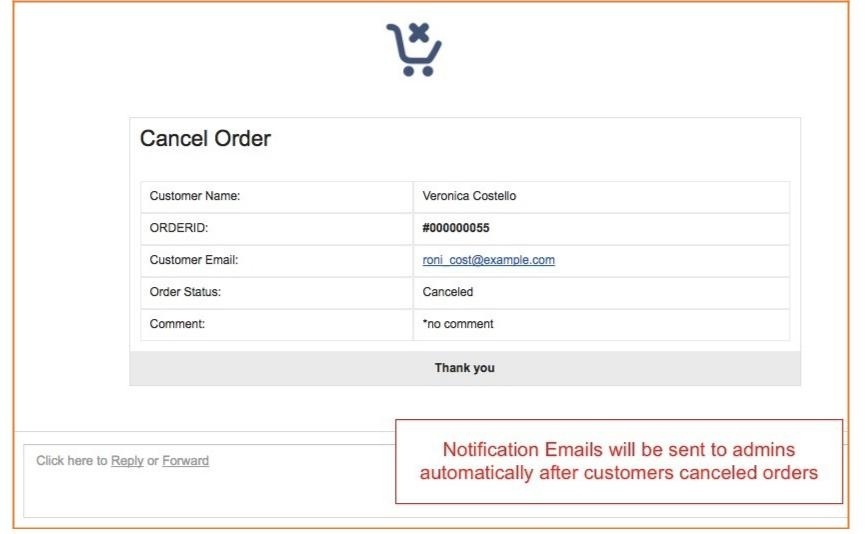 Cancel Order
Customer Name: Veronica Costello
ORDERID: #000000055
Customer Email: roni_cost@example.com
Order Status: Canceled
Comment: *no comment
Thank you
Click here to Reply or Forward
Notification Emails will be sent to admins
automatically after customers canceled orders